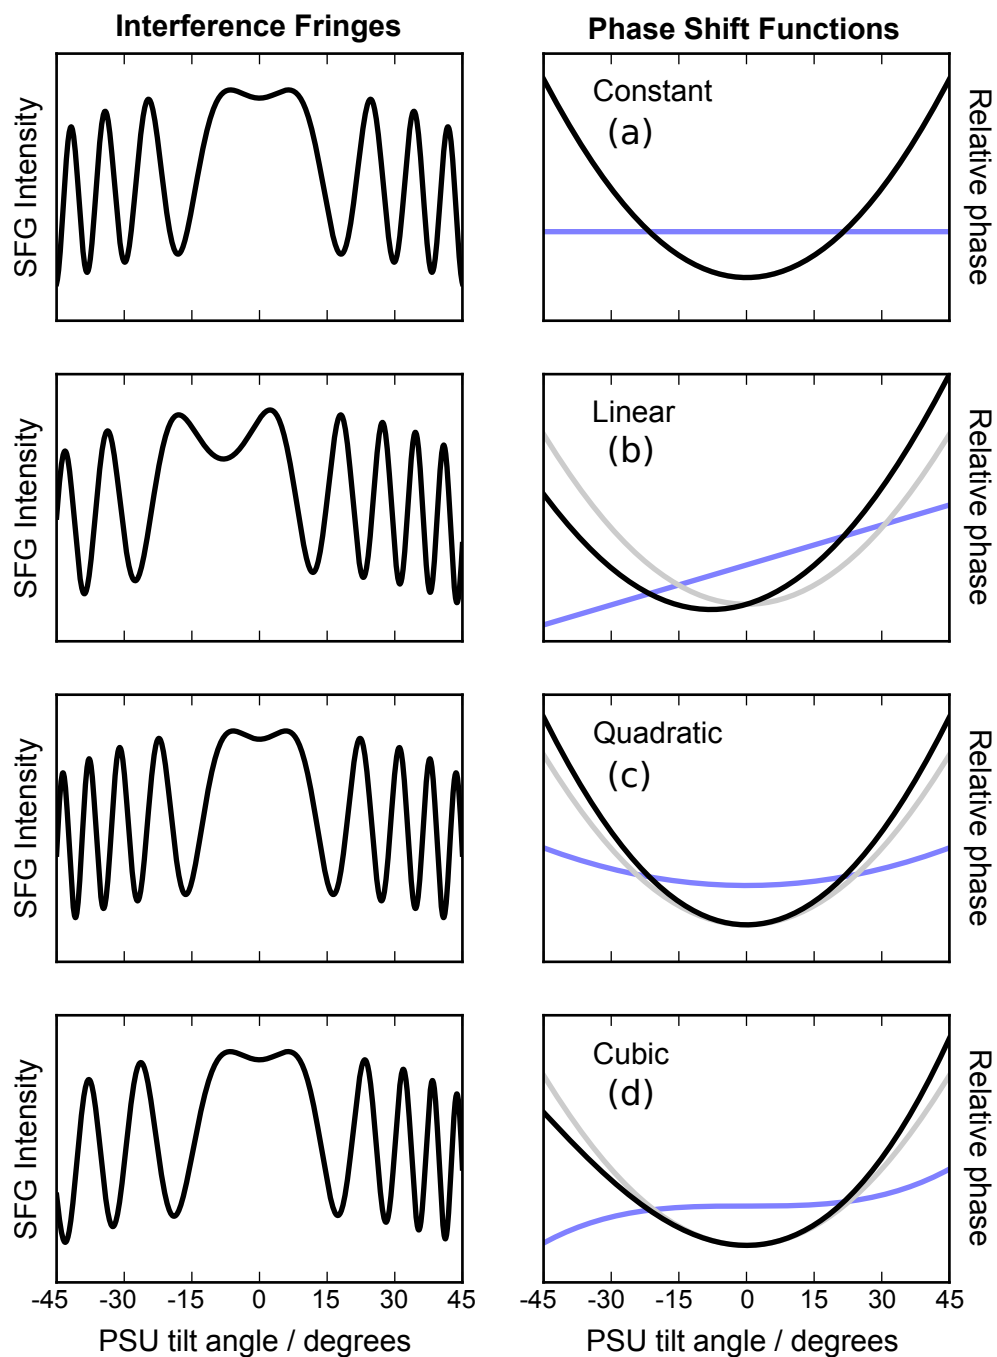 Interference Fringes
Phase Shift Functions
SFG Intensity
Constant
(a)
Relative phase
SFG Intensity
Linear
(b)
Relative phase
SFG Intensity
Quadratic
(c)
Relative phase
SFG Intensity
Cubic
(d)
Relative phase
-45 -30 -15 0 15 30 45
-45 -30 -15 0 15 30 45
PSU tilt angle / degrees
PSU tilt angle / degrees